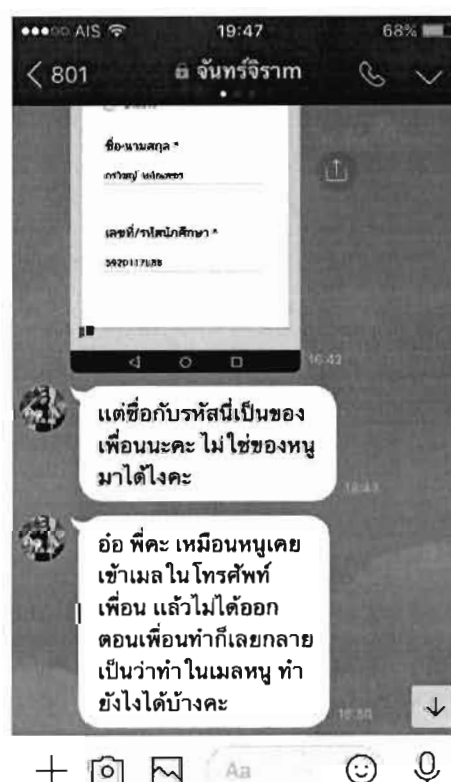 AIS 19:47 68%
801 จันทร์จิราท
ชื่อ-นามสกุล *
เลขที่/รหัสนักศึกษา *
16:42
แต่ชื่อกับรหัสนี่เป็นของ
เพื่อนนะคะ ไม่ใช่ของหนู
มาได้ไงคะ
16:43
อ๋อ พี่คะ เหมือนหนูเคย
เข้าเมลในโทรศัพท์
เพื่อน แล้วไม่ได้ออก
ตอนเพื่อนทำก็เลยกลาย
เป็นว่าทำในเมลหนู ทำ
ยังไงได้บ้างคะ
Aa